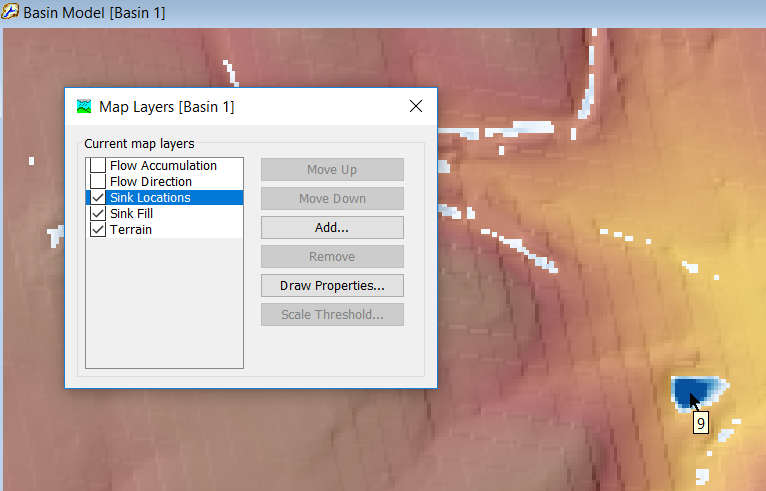 Basin Model [Basin 1]
Map Layers [Basin 1]
Current map layers
Flow Accumulation
Flow Direction
Sink Locations
Sink Fill
Terrain
Move Up
Move Down
Add...
Remove
Draw Properties...
Scale Threshold...
9